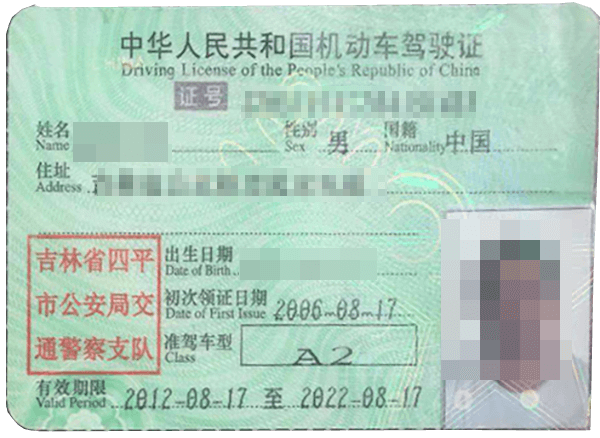 中华人民共和国机动车驾驶证
Driving License of the People's Republic of China
证号
姓名
Name
性别 男 国籍 中国
Sex Nationality
住址
Address
吉林省四平
市公安局交
通警察支队
出生日期
Date of Birth
初次领证日期 2006-08-17
Date of First Issue
准驾车型 A2
Class
有效期限 2012-08-17 至 2022-08-17
Valid Period